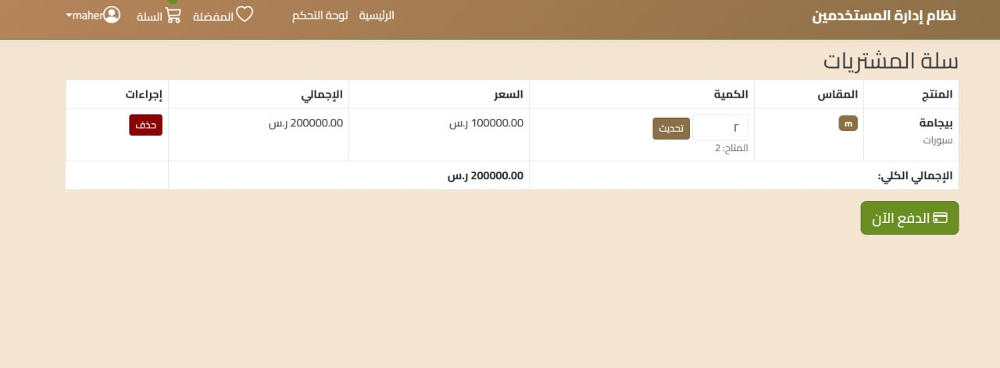 نظام إدارة المستخدمين
الرئيسية لوحة التحكم المفضلة السلة maher
سلة المشتريات
المنتج المقاس الكمية السعر الإجمالي إجراءات
بيجامة m ٢ تحديث 100000.00 ر.س 200000.00 ر.س حذف
سبورات المتاح: 2
الإجمالي الكلي: 200000.00 ر.س
الدفع الآن